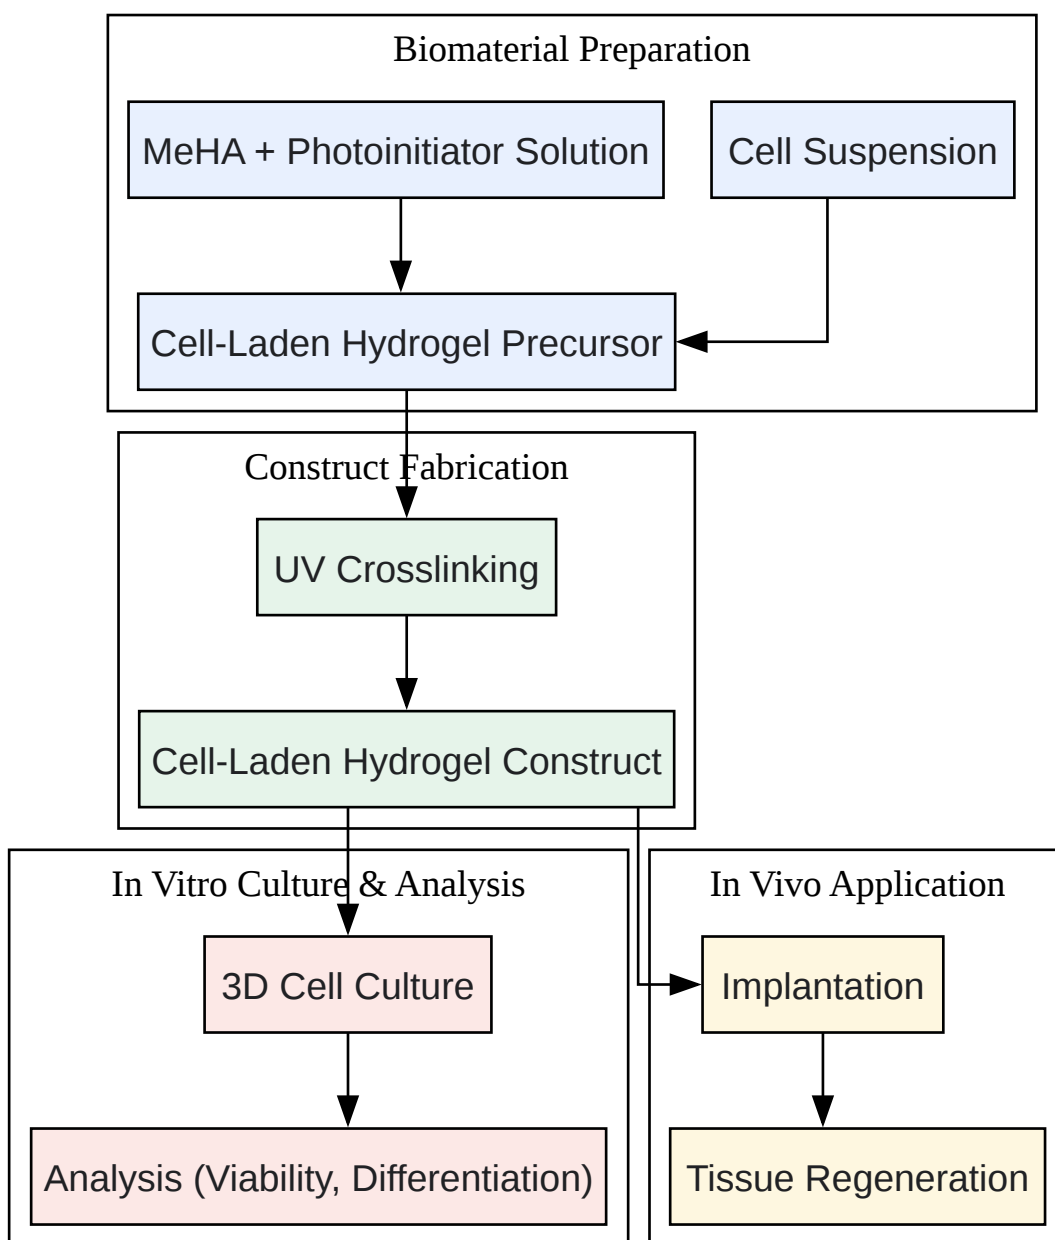 Biomaterial Preparation
MeHA + Photoinitiator Solution
Cell Suspension
Cell-Laden Hydrogel Precursor
Construct Fabrication
UV Crosslinking
Cell-Laden Hydrogel Construct
In Vitro Culture & Analysis
3D Cell Culture
Analysis (Viability, Differentiation)
In Vivo Application
Implantation
Tissue Regeneration